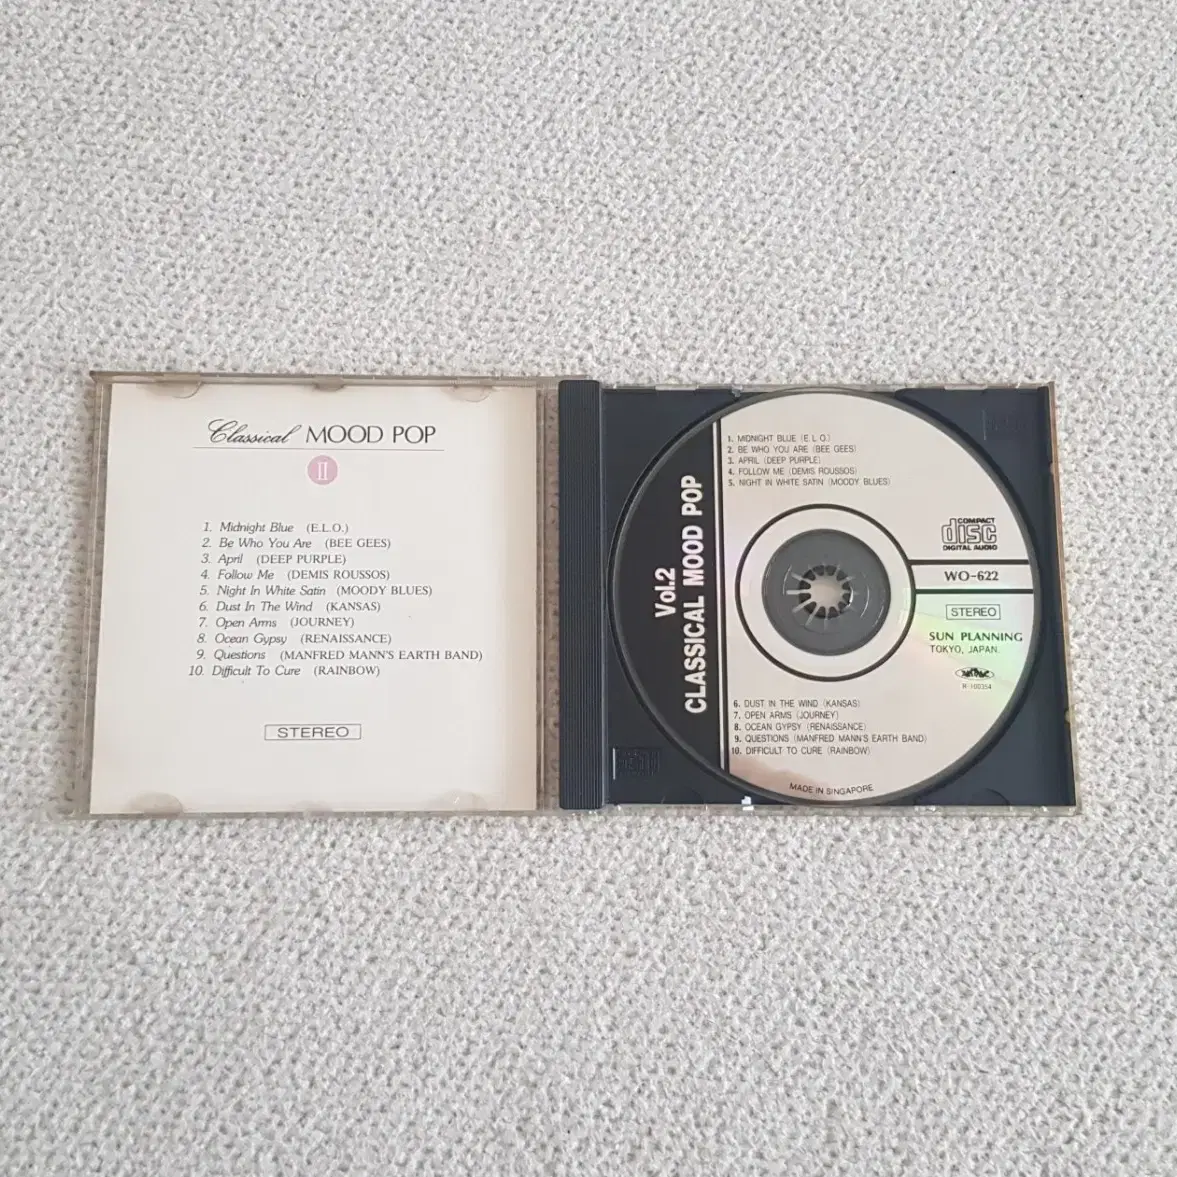 Classical MOOD POP
II
1. Midnight Blue (E.L.O.)
2. Be Who You Are (BEE GEES)
3. April (DEEP PURPLE)
4. Follow Me (DEMIS ROUSSOS)
5. Night In White Satin (MOODY BLUES)
6. Dust In The Wind (KANSAS)
7. Open Arms (JOURNEY)
8. Ocean Gypsy (RENAISSANCE)
9. Questions (MANFRED MANN'S EARTH BAND)
10. Difficult To Cure (RAINBOW)
STEREO
Vol.2
CLASSICAL MOOD POP
1. MIDNIGHT BLUE (E.L.O.)
2. BE WHO YOU ARE (BEE GEES)
3. APRIL (DEEP PURPLE)
4. FOLLOW ME (DEMIS ROUSSOS)
5. NIGHT IN WHITE SATIN (MOODY BLUES)
COMPACT
disc
DIGITAL AUDIO
WO-622
STEREO
SUN PLANNING
TOKYO, JAPAN.
R-100354
6. DUST IN THE WIND (KANSAS)
7. OPEN ARMS (JOURNEY)
8. OCEAN GYPSY (RENAISSANCE)
9. QUESTIONS (MANFRED MANN'S EARTH BAND)
10. DIFFICULT TO CURE (RAINBOW)
MADE IN SINGAPORE